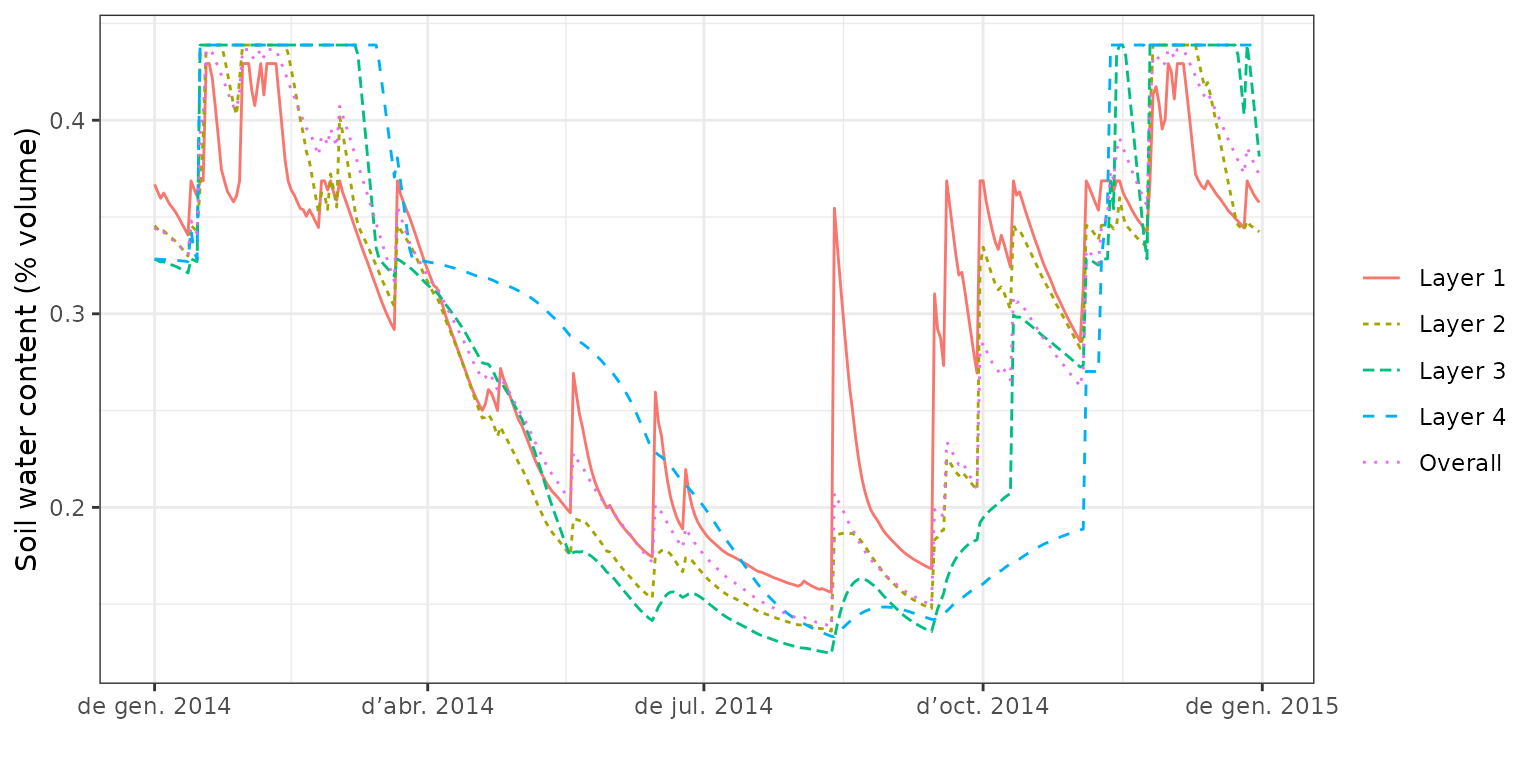 Soil water content (% volume)
0.4
0.3
0.2
de gen. 2014
d’abr. 2014
de jul. 2014
d’oct. 2014
de gen. 2015
Layer 1
Layer 2
Layer 3
Layer 4
Overall